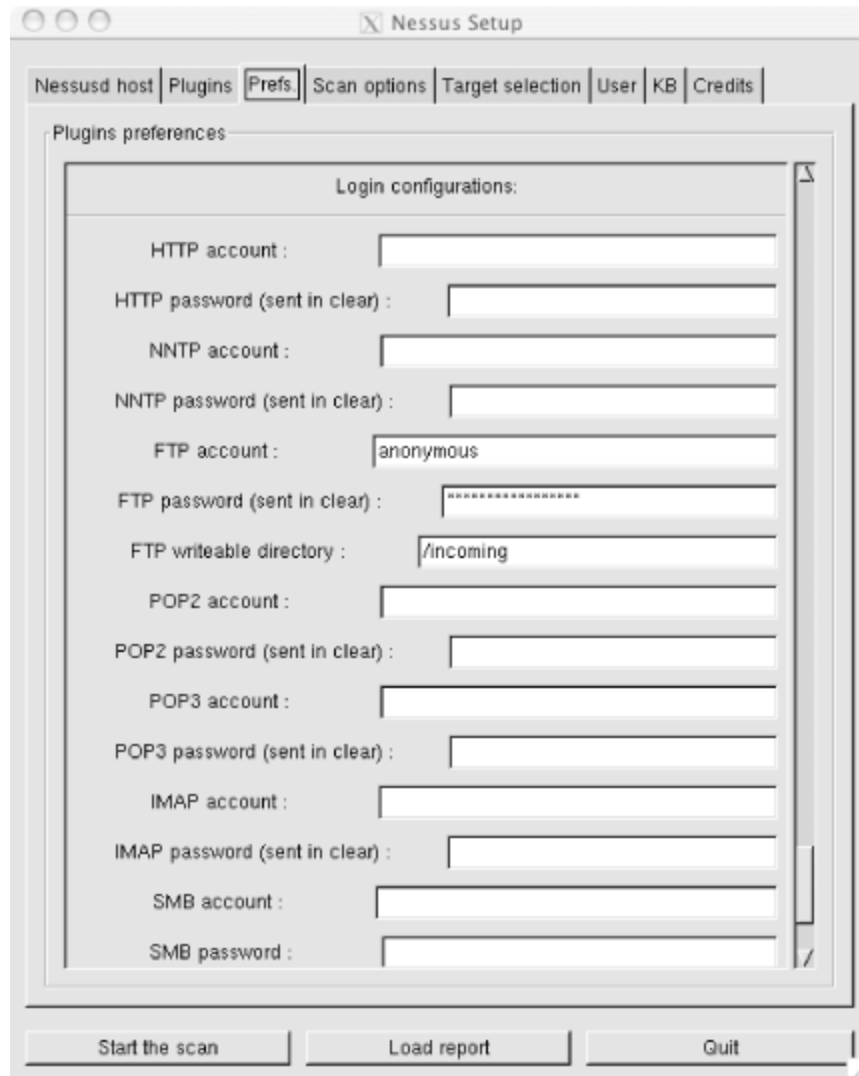 Nessus Setup
Nessusd host Plugins Prefs. Scan options Target selection User KB Credits
Plugins preferences
Login configurations:
HTTP account :
HTTP password (sent in clear) :
NNTP account :
NNTP password (sent in clear) :
FTP account : anonymous
FTP password (sent in clear) : *****************
FTP writeable directory : /incoming
POP2 account :
POP2 password (sent in clear) :
POP3 account :
POP3 password (sent in clear) :
IMAP account :
IMAP password (sent in clear) :
SMB account :
SMB password :
Start the scan Load report Quit